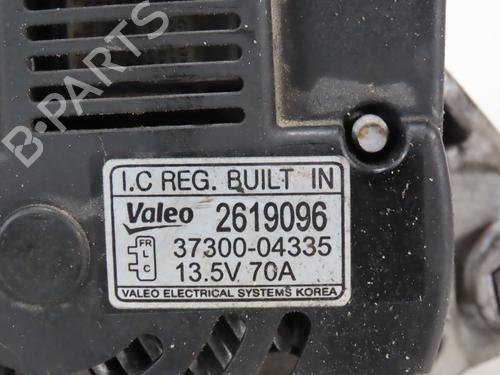 B-PARTS
I.C REG. BUILT IN
Valeo 2619096
FR
L
C
37300-04335
13.5V 70A
VALEO ELECTRICAL SYSTEMS KOREA